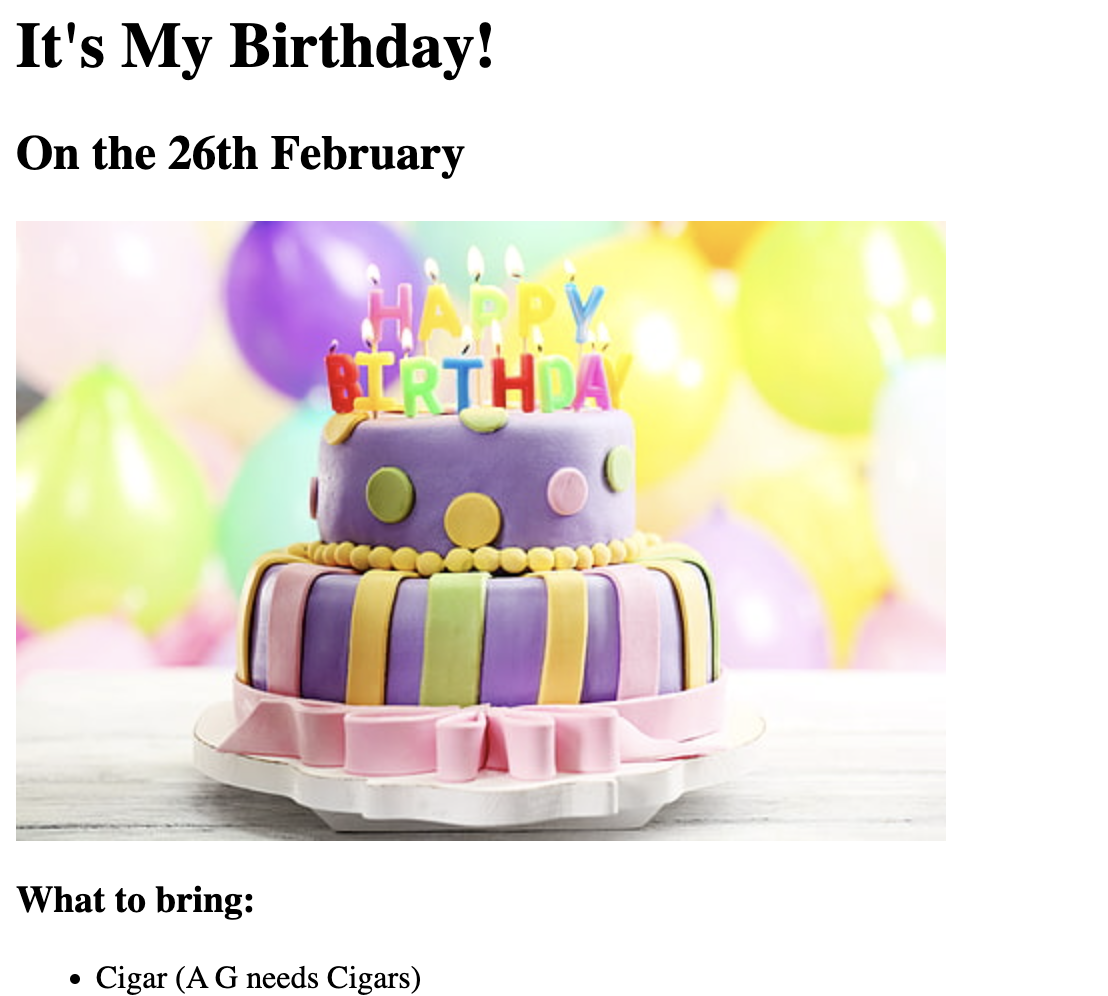 It's My Birthday!
On the 26th February
HAPPY
BIRTHDAY
What to bring:
Cigar (A G needs Cigars)